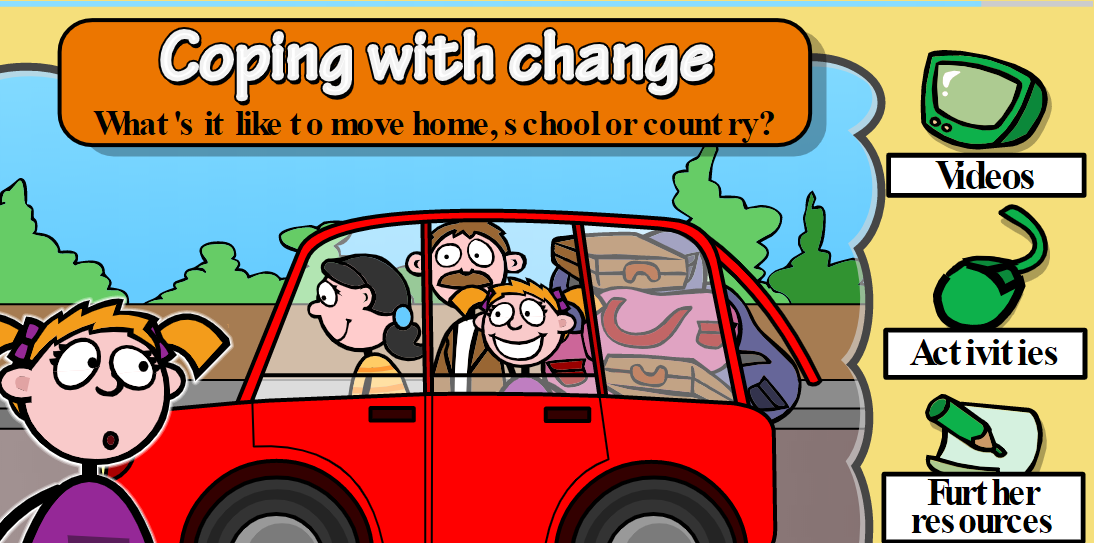 Coping with change
What's it like to move home, school or country?
Videos
Activities
Further
resources